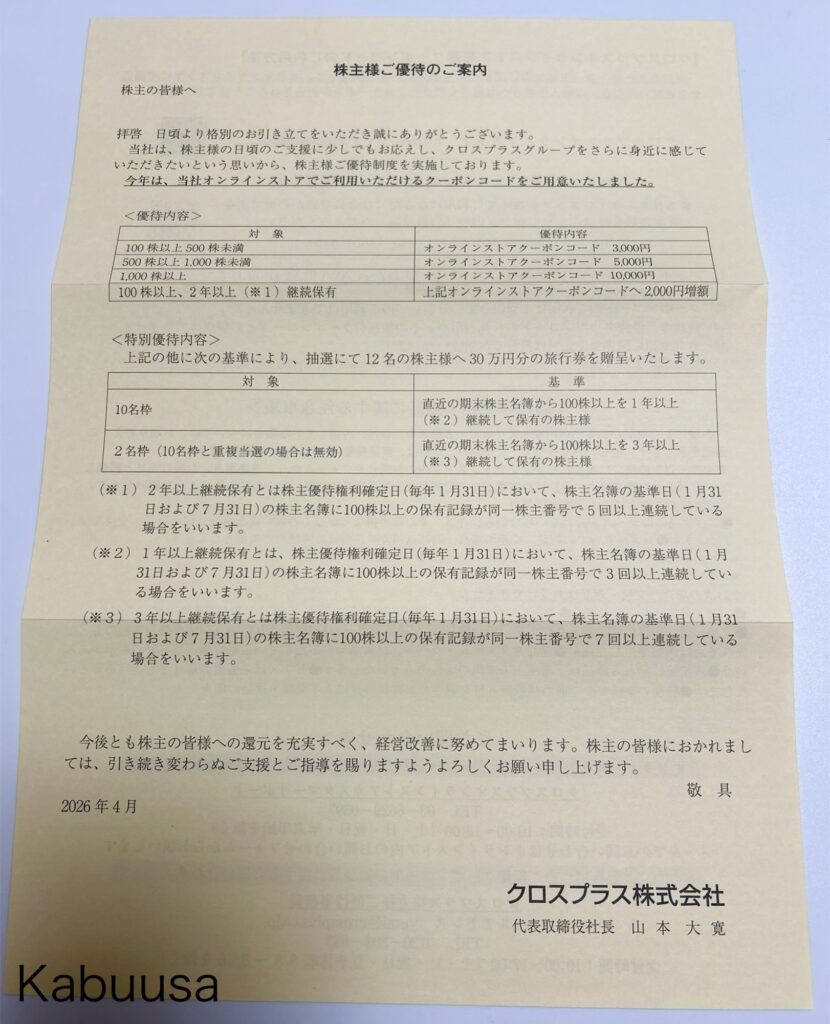 株主様ご優待のご案内
株主の皆様へ
拝啓　日頃より格別のお引き立てをいただき誠にありがとうございます。
当社は、株主様の日頃のご支援に少しでもお応えし、クロスプラスグループをさらに身近に感じて
いただきたいという思いから、株主様ご優待制度を実施しております。
今年は、当社オンラインストアでご利用いただけるクーポンコードをご用意いたしました。
＜優待内容＞
対　象　優待内容
100 株以上 500 株未満　オンラインストアクーポンコード　3,000円
500 株以上 1,000 株未満　オンラインストアクーポンコード　5,000円
1,000 株以上　オンラインストアクーポンコード　10,000円
100 株以上、2 年以上（※1）継続保有　上記オンラインストアクーポンコードへ 2,000円増額
＜特別優待内容＞
上記の他に次の基準により、抽選にて 12 名の株主様へ 30 万円分の旅行券を贈呈いたします。
対　象　基　準
10名枠　直近の期末株主名簿から100株以上を 1 年以上
（※2）継続して保有の株主様
2 名枠（10名枠と重複当選の場合は無効）　直近の期末株主名簿から100株以上を 3 年以上
（※3）継続して保有の株主様
（※1）2 年以上継続保有とは株主優待権利確定日(毎年 1 月31日)において、株主名簿の基準日(1 月31
日および 7 月31日)の株主名簿に100株以上の保有記録が同一株主番号で 5 回以上連続している
場合をいいます。
（※2）1 年以上継続保有とは、株主優待権利確定日(毎年 1 月31日)において、株主名簿の基準日(1 月
31日および 7 月31日)の株主名簿に100株以上の保有記録が同一株主番号で 3 回以上連続してい
る場合をいいます。
（※3）3 年以上継続保有とは株主優待権利確定日(毎年 1 月31日)において、株主名簿の基準日(1 月31
日および 7 月31日)の株主名簿に100株以上の保有記録が同一株主番号で 7 回以上連続している
場合をいいます。
今後とも株主の皆様への還元を充実すべく、経営改善に努めてまいります。株主の皆様におかれまし
ては、引き続き変わらぬご支援とご指導を賜りますようよろしくお願い申し上げます。
敬　具
2026 年 4 月
クロスプラス株式会社
代表取締役社長　山　本　大　寛
Kabuusa